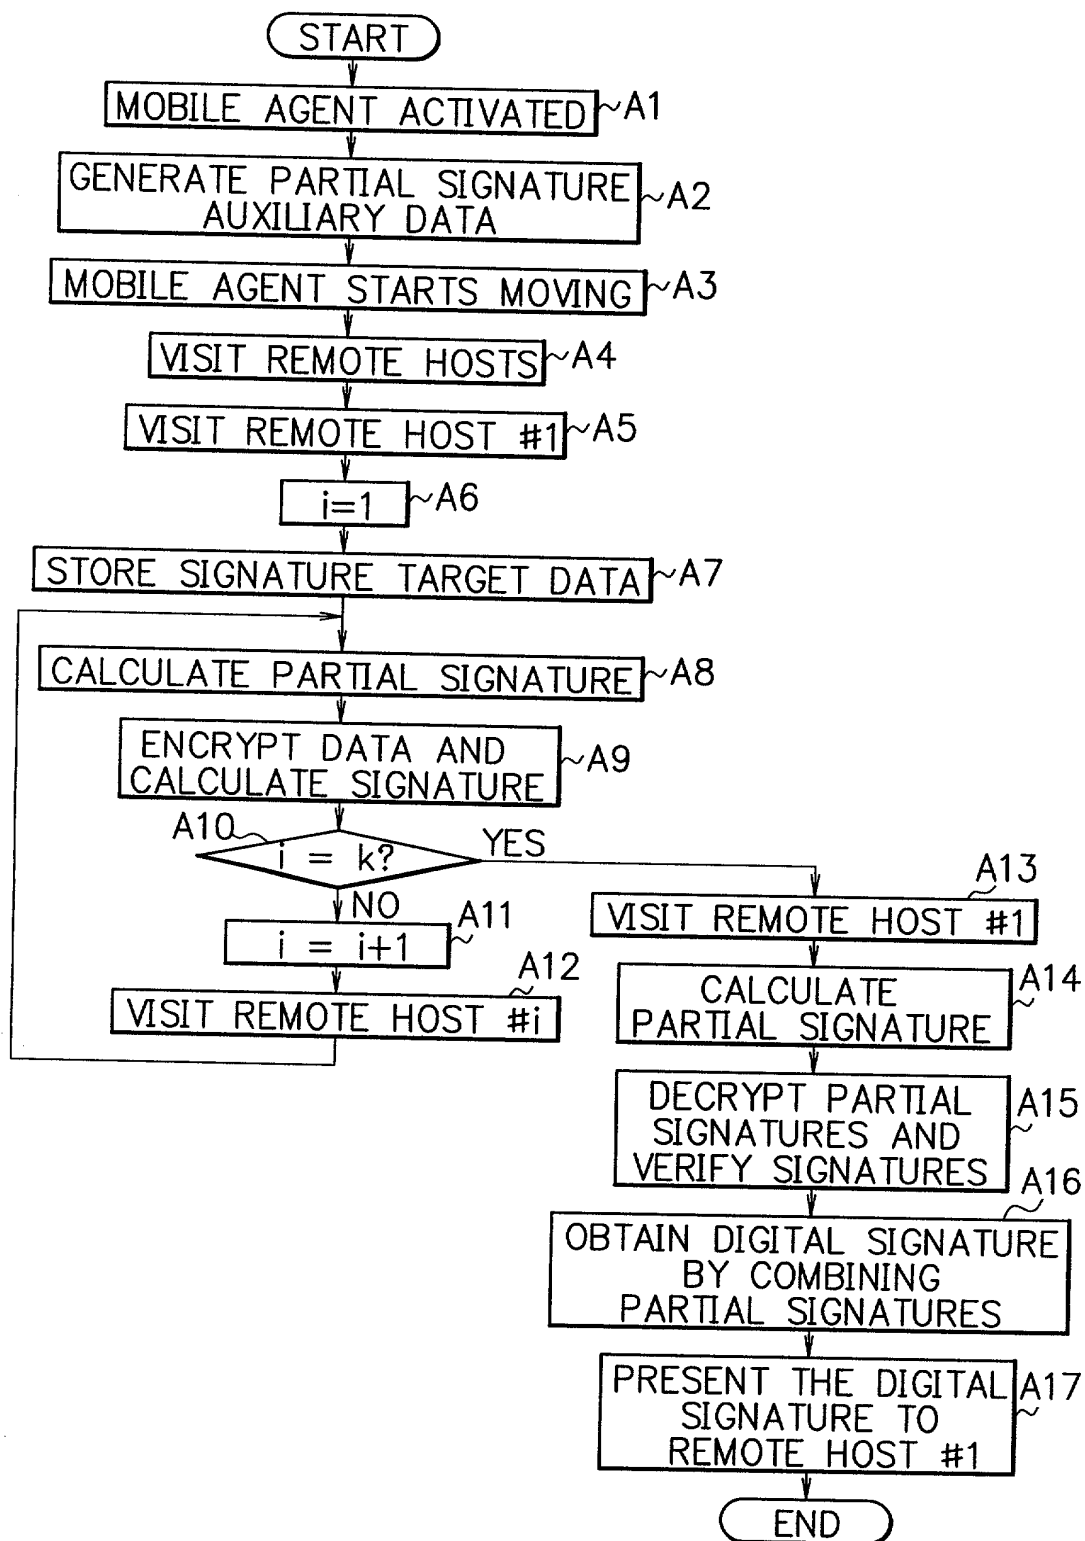 START
MOBILE AGENT ACTIVATED
A1
GENERATE PARTIAL SIGNATURE
AUXILIARY DATA
A2
MOBILE AGENT STARTS MOVING
A3
VISIT REMOTE HOSTS
A4
VISIT REMOTE HOST #1
A5
i=1
A6
STORE SIGNATURE TARGET DATA
A7
CALCULATE PARTIAL SIGNATURE
A8
ENCRYPT DATA AND
CALCULATE SIGNATURE
A9
A10
i = k?
YES
NO
A11
i = i+1
A12
VISIT REMOTE HOST #i
A13
VISIT REMOTE HOST #1
A14
CALCULATE
PARTIAL SIGNATURE
DECRYPT PARTIAL
SIGNATURES AND
VERIFY SIGNATURES
A15
A16
OBTAIN DIGITAL SIGNATURE
BY COMBINING
PARTIAL SIGNATURES
PRESENT THE DIGITAL
SIGNATURE TO
REMOTE HOST #1
A17
END